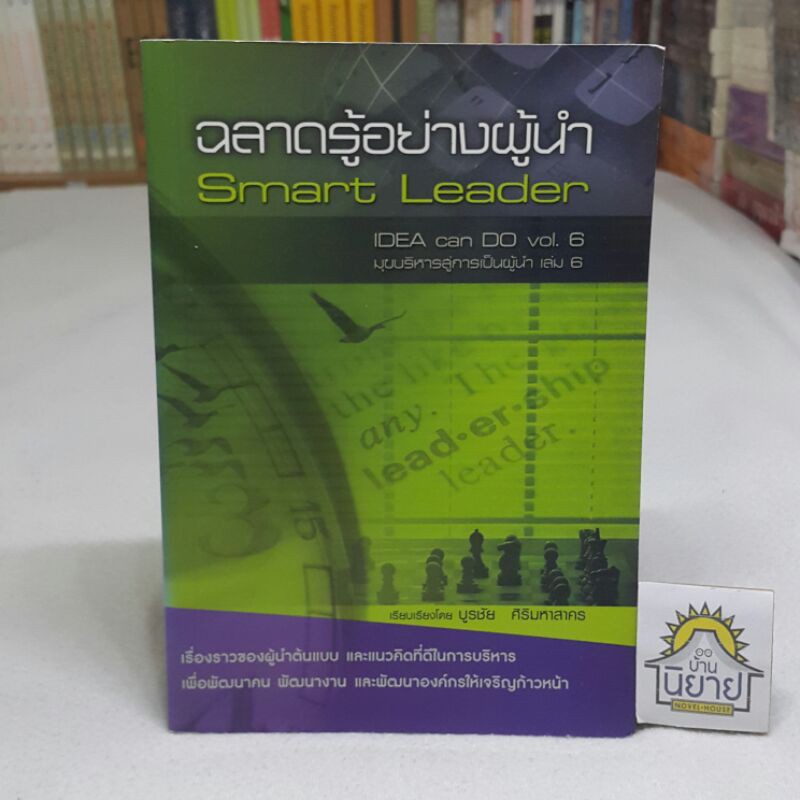 ฉลาดรู้อย่างผู้นำ
Smart Leader
IDEA can DO vol. 6
มุมบริหารสู่การเป็นผู้นำ เล่ม 6
the like
any. The
lead•er•ship
leader.
15
เรียบเรียงโดย บูรชัย ศิริมหาสาคร
เรื่องราวของผู้นำต้นแบบ และแนวคิดที่ดีในการบริหาร
เพื่อพัฒนาคน พัฒนางาน และพัฒนาองค์กรให้เจริญก้าวหน้า
บ้าน
นิยาย
NOVEL•HOUSE